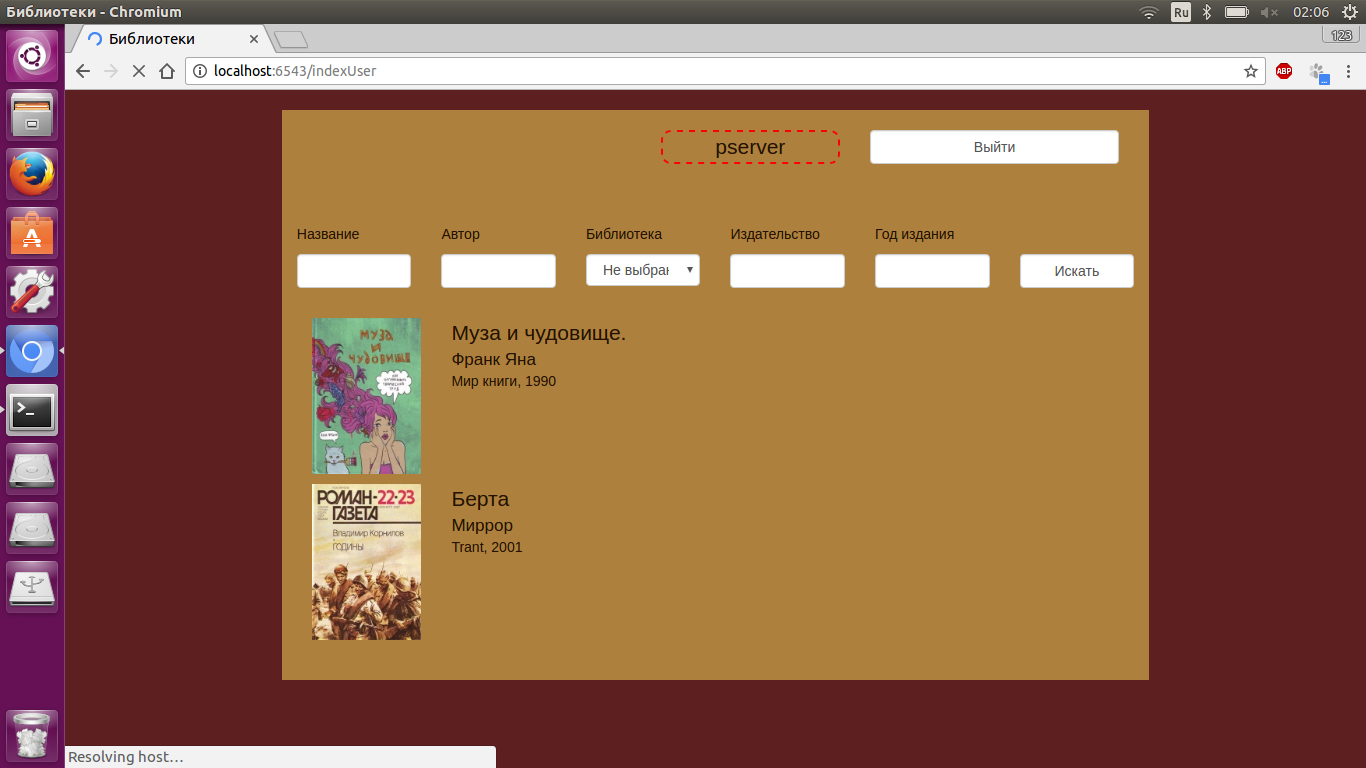 Библиотеки - Chromium
Ru
02:06
Библиотеки
123
localhost:6543/indexUser
ABP
pserver
Выйти
Название
Автор
Библиотека
Издательство
Год издания
Не выбран
Искать
МУЗА
И
ЧУДОВИЩЕ
Муза и чудовище.
Франк Яна
Мир книги, 1990
РОМАН-22·23
ГАЗЕТА
Владимир Корнилов
ГОДИНЫ
Берта
Миррор
Trant, 2001
Resolving host…